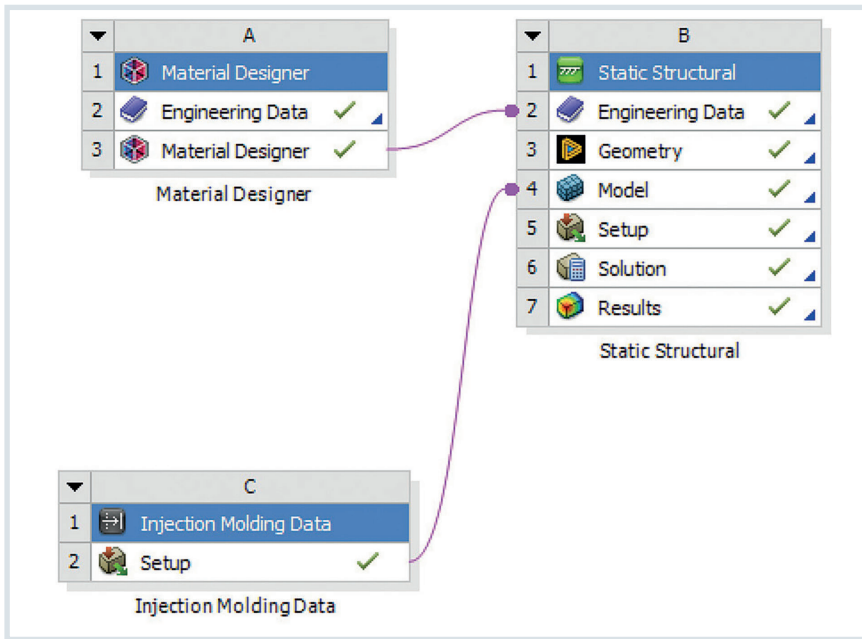 A
1 Material Designer
2 Engineering Data
3 Material Designer
Material Designer
B
1 Static Structural
2 Engineering Data
3 Geometry
4 Model
5 Setup
6 Solution
7 Results
Static Structural
C
1 Injection Molding Data
2 Setup
Injection Molding Data